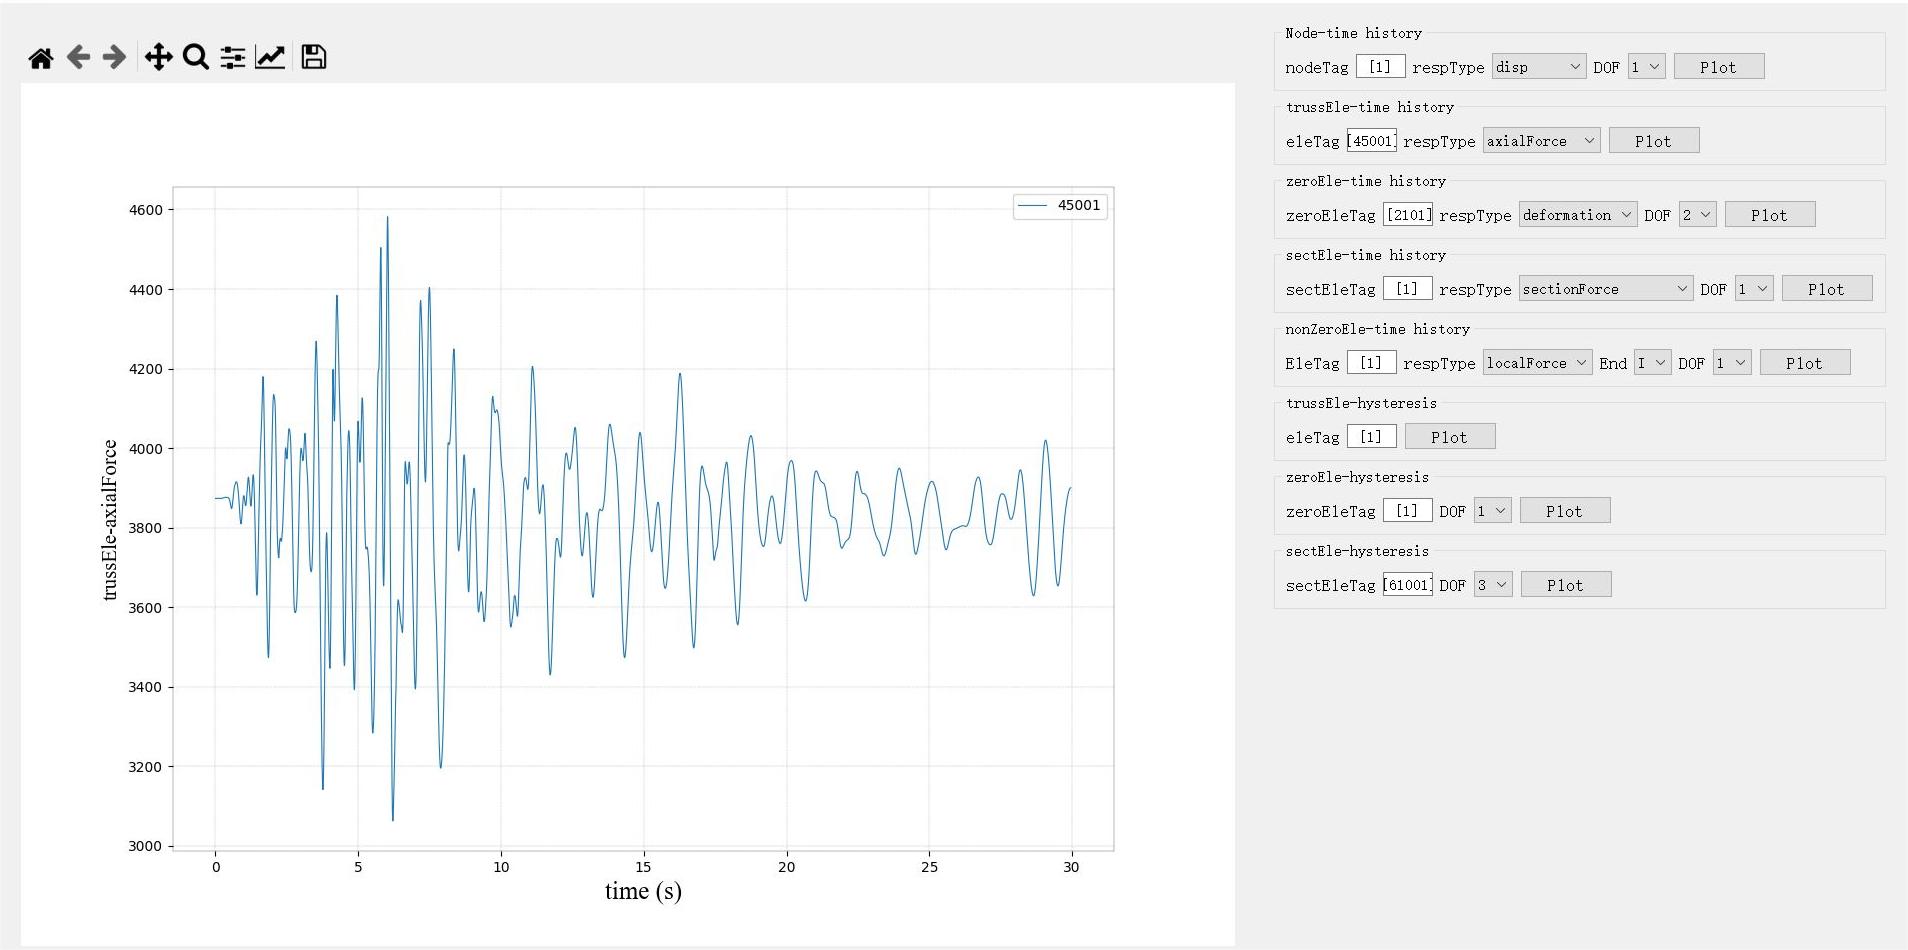 Node-time history
nodeTag [1] respType disp DOF 1 Plot
trussEle-time history
eleTag [45001] respType axialForce Plot
zeroEle-time history
zeroEleTag [2101] respType deformation DOF 2 Plot
sectEle-time history
sectEleTag [1] respType sectionForce DOF 1 Plot
nonZeroEle-time history
EleTag [1] respType localForce End I DOF 1 Plot
trussEle-hysteresis
eleTag [1] Plot
zeroEle-hysteresis
zeroEleTag [1] DOF 1 Plot
sectEle-hysteresis
sectEleTag [61001] DOF 3 Plot
45001
4600
4400
4200
4000
3800
3600
3400
3200
3000
trussEle-axialForce
0 5 10 15 20 25 30
time (s)